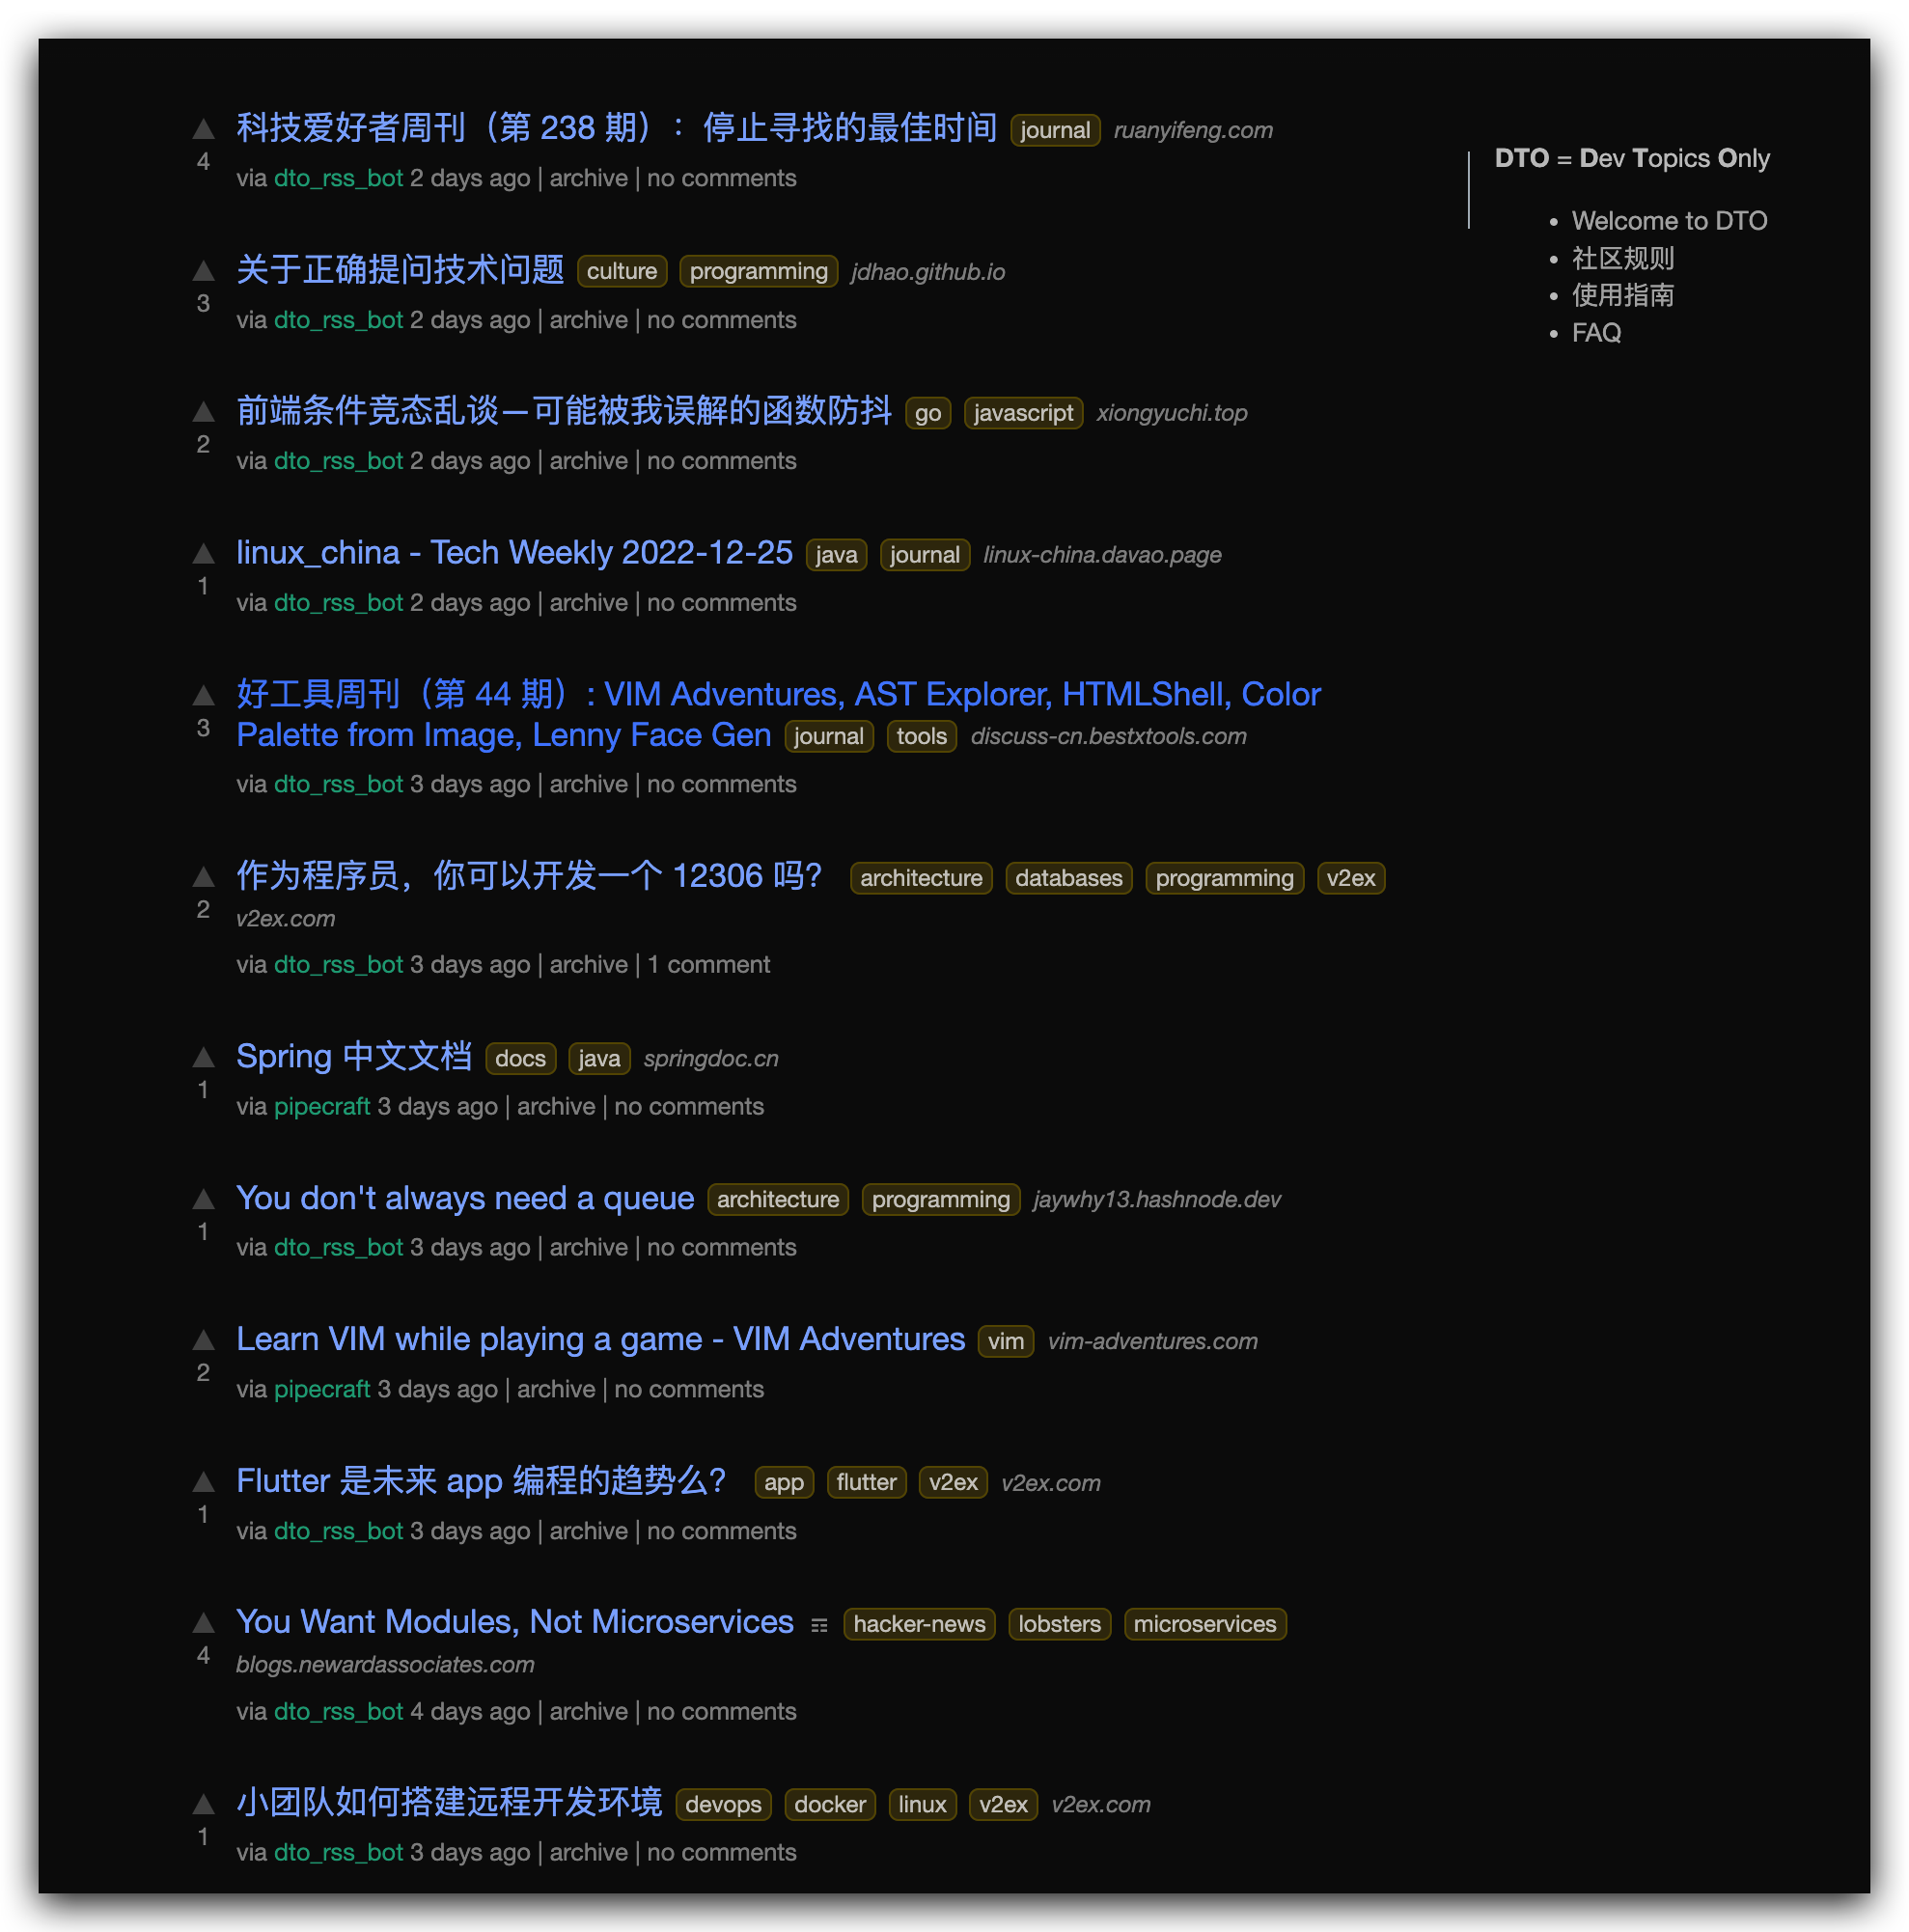 科技爱好者周刊（第 238 期）：停止寻找的最佳时间 journal ruanyifeng.com
4
via dto_rss_bot 2 days ago | archive | no comments
关于正确提问技术问题 culture programming jdhao.github.io
3
via dto_rss_bot 2 days ago | archive | no comments
前端条件竞态乱谈—可能被我误解的函数防抖 go javascript xiongyuchi.top
2
via dto_rss_bot 2 days ago | archive | no comments
linux_china - Tech Weekly 2022-12-25 java journal linux-china.davao.page
1
via dto_rss_bot 2 days ago | archive | no comments
好工具周刊（第 44 期）: VIM Adventures, AST Explorer, HTMLShell, Color
3
Palette from Image, Lenny Face Gen journal tools discuss-cn.bestxtools.com
via dto_rss_bot 3 days ago | archive | no comments
作为程序员，你可以开发一个 12306 吗？ architecture databases programming v2ex
2
v2ex.com
via dto_rss_bot 3 days ago | archive | 1 comment
Spring 中文文档 docs java springdoc.cn
1
via pipecraft 3 days ago | archive | no comments
You don't always need a queue architecture programming jaywhy13.hashnode.dev
1
via dto_rss_bot 3 days ago | archive | no comments
Learn VIM while playing a game - VIM Adventures vim vim-adventures.com
2
via pipecraft 3 days ago | archive | no comments
Flutter 是未来 app 编程的趋势么？ app flutter v2ex v2ex.com
1
via dto_rss_bot 3 days ago | archive | no comments
You Want Modules, Not Microservices hacker-news lobsters microservices
4
blogs.newardassociates.com
via dto_rss_bot 4 days ago | archive | no comments
小团队如何搭建远程开发环境 devops docker linux v2ex v2ex.com
1
via dto_rss_bot 3 days ago | archive | no comments
DTO = Dev Topics Only
• Welcome to DTO
• 社区规则
• 使用指南
• FAQ